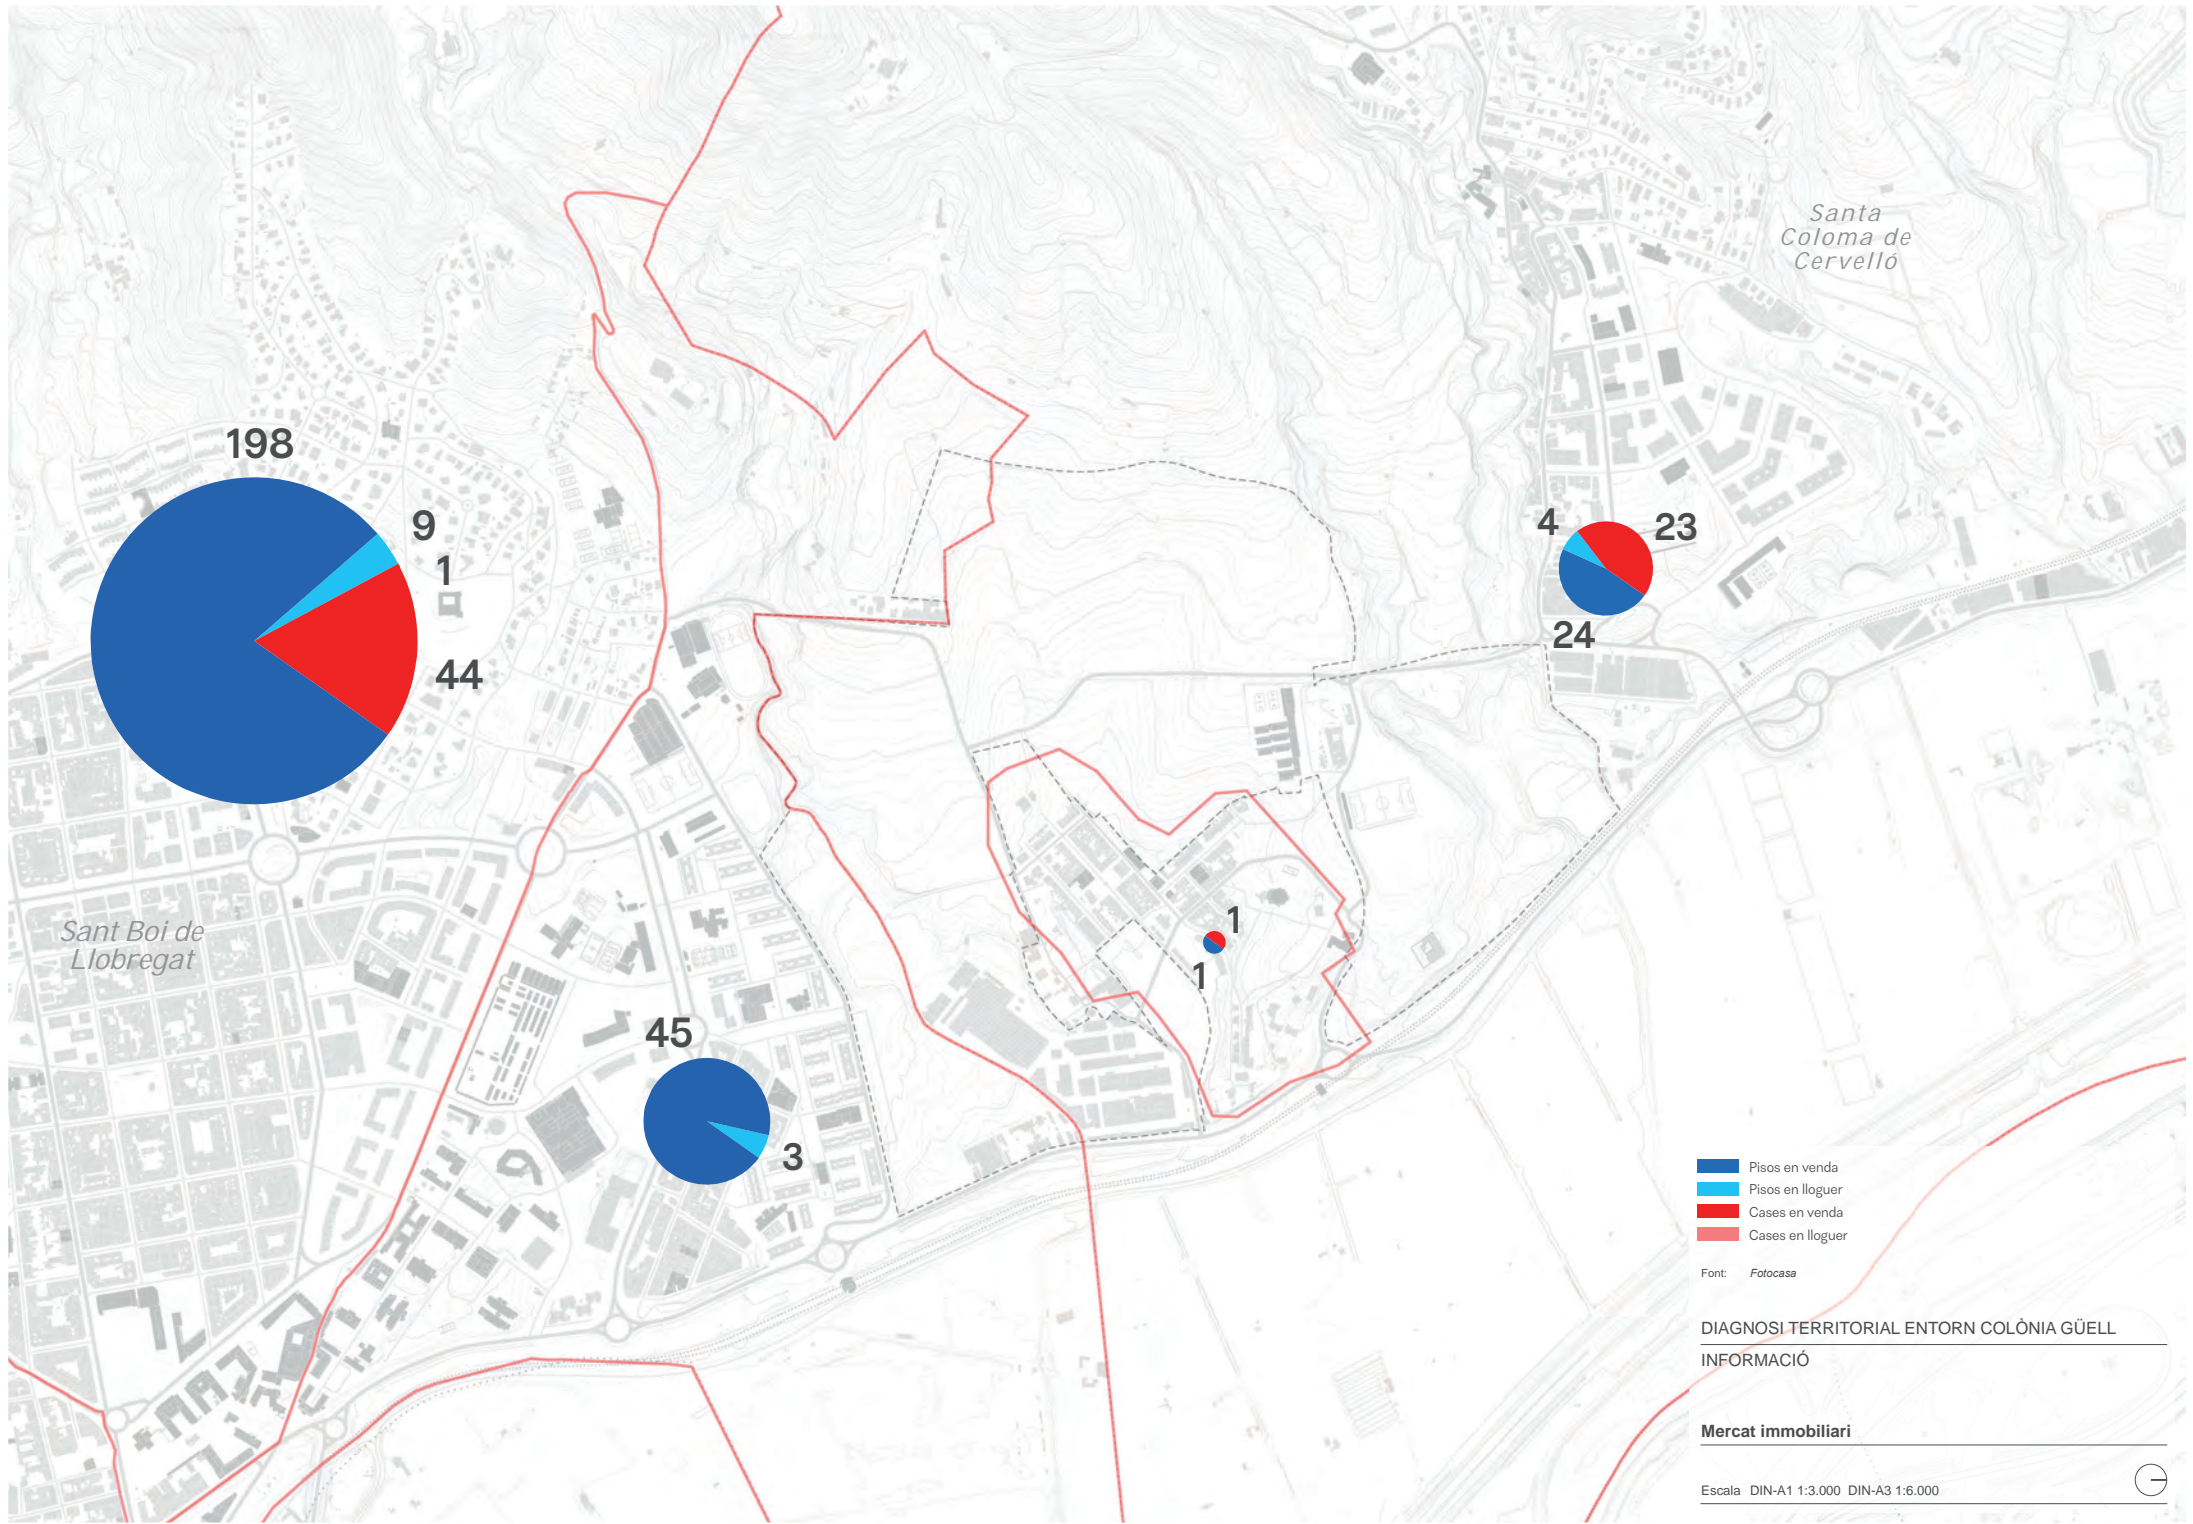 Santa
Coloma de
Cervelló
198
9
1
44
4
23
24
Sant Boi de
Llobregat
1
1
45
3
Pisos en venda
Pisos en lloguer
Cases en venda
Cases en lloguer
Font: Fotocasa
DIAGNOSI TERRITORIAL ENTORN COLÒNIA GÜELL
INFORMACIÓ
Mercat immobiliari
Escala DIN-A1 1:3.000 DIN-A3 1:6.000